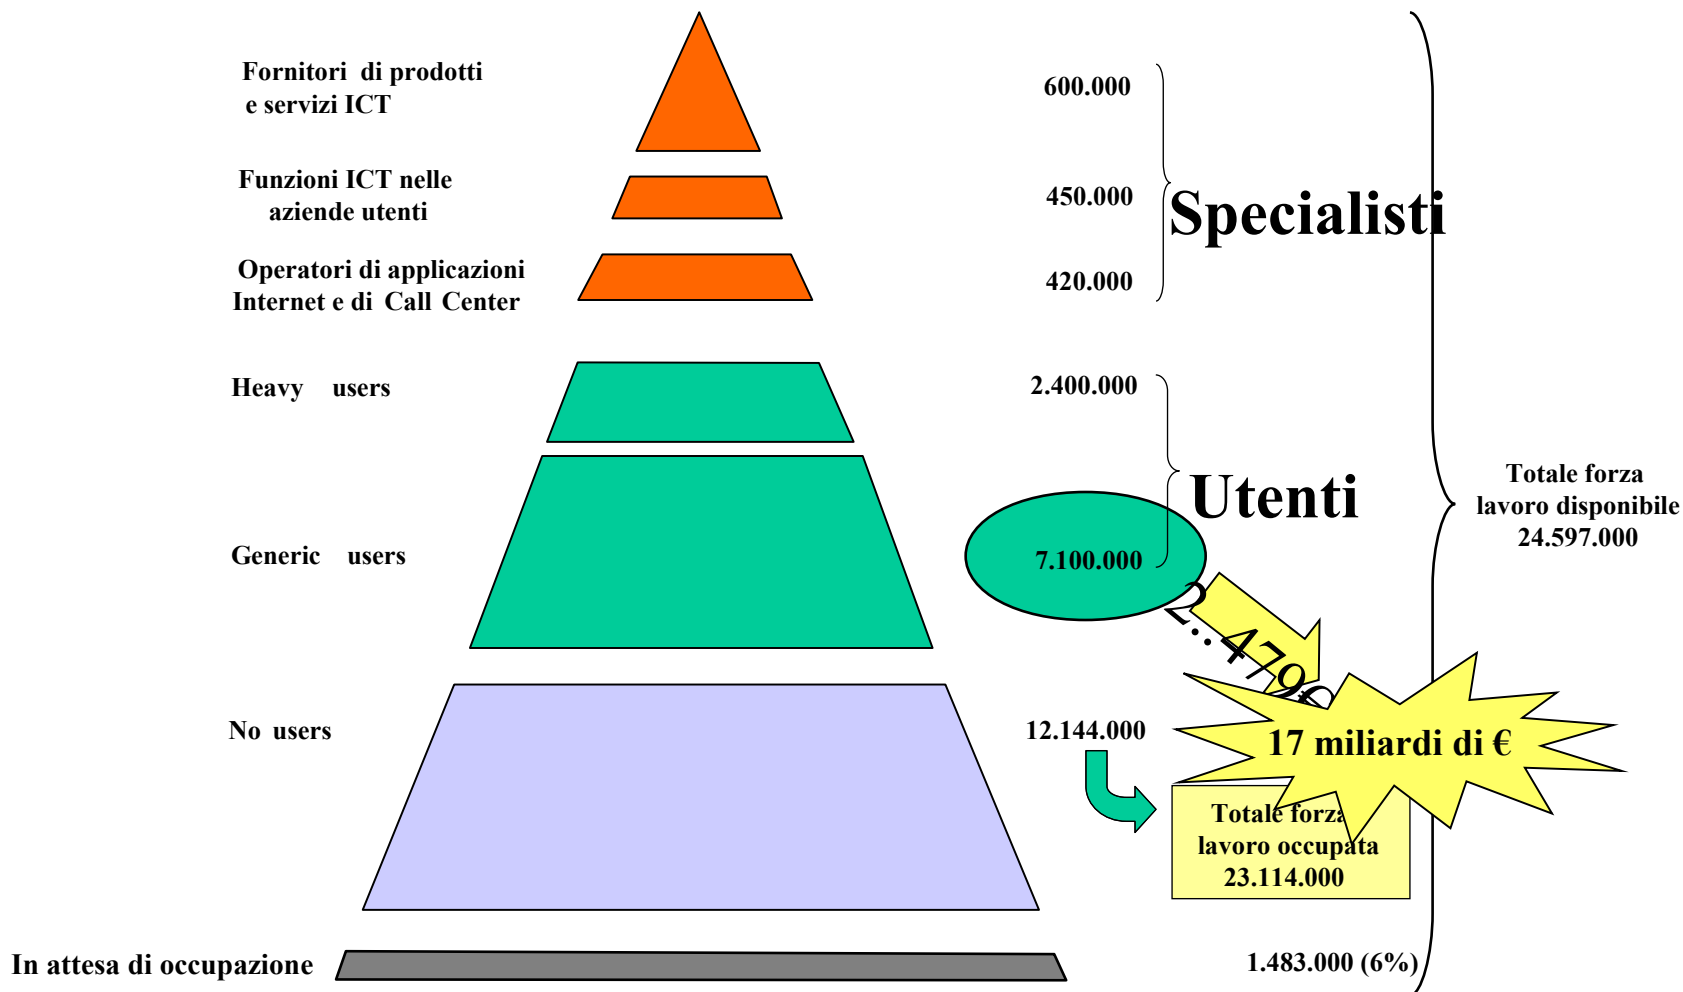 Fornitori di prodotti
e servizi ICT
600.000
Funzioni ICT nelle
aziende utenti
450.000
Specialisti
Operatori di applicazioni
Internet e di Call Center
420.000
Heavy users
2.400.000
Utenti
Totale forza
lavoro disponibile
24.597.000
Generic users
7.100.000
2..479€
No users
12.144.000
17 miliardi di €
Totale forza
lavoro occupata
23.114.000
In attesa di occupazione
1.483.000 (6%)